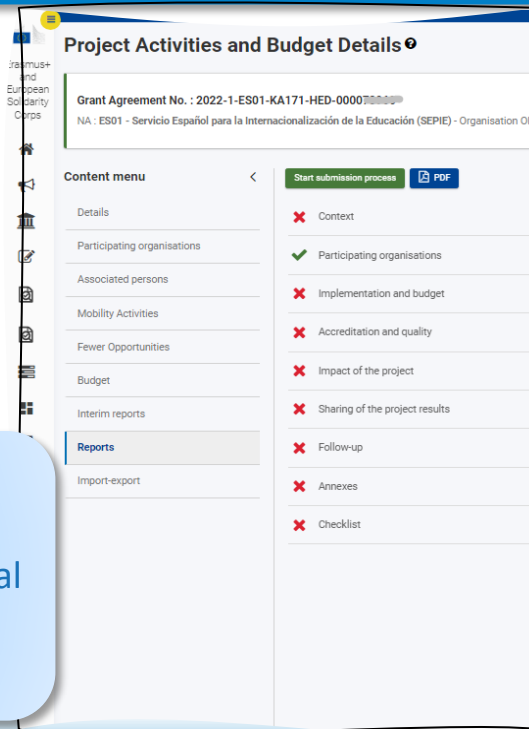 Project Activities and Budget Details
Erasmus+
and
European
Solidarity
Corps
Grant Agreement No. : 2022-1-ES01-KA171-HED-0000
NA : ES01 - Servicio Español para la Internacionalización de la Educación (SEPIE) - Organisation
Content menu
Details
Participating organisations
Associated persons
Mobility Activities
Fewer Opportunities
Budget
Interim reports
Reports
Import-export
Start submission process
PDF
Context
Participating organisations
Implementation and budget
Accreditation and quality
Impact of the project
Sharing of the project results
Follow-up
Annexes
Checklist
al